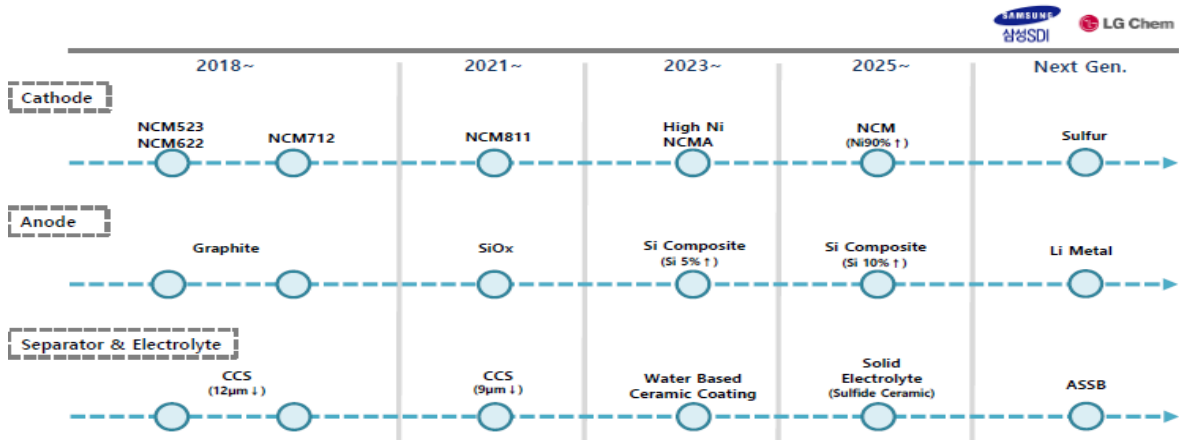 SAMSUNG
삼성SDI
LG Chem
2018~ 2021~ 2023~ 2025~ Next Gen.
Cathode
NCM523
NCM622
NCM712
NCM811
High Ni
NCMA
NCM
(Ni90%↑)
Sulfur
Anode
Graphite
SiOx
Si Composite
(Si 5%↑)
Si Composite
(Si 10%↑)
Li Metal
Separator & Electrolyte
CCS
(12μm↓)
CCS
(9μm↓)
Water Based
Ceramic Coating
Solid
Electrolyte
(Sulfide Ceramic)
ASSB